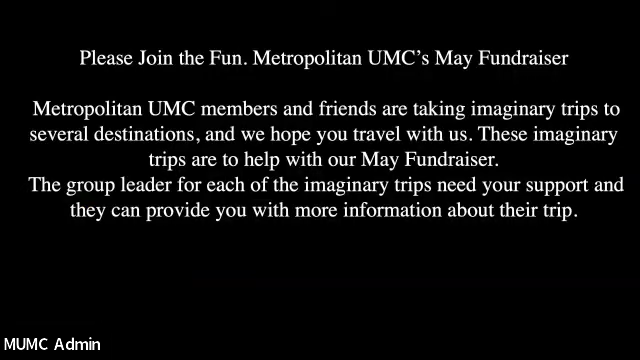 Please Join the Fun. Metropolitan UMC’s May Fundraiser
Metropolitan UMC members and friends are taking imaginary trips to
several destinations, and we hope you travel with us. These imaginary
trips are to help with our May Fundraiser.
The group leader for each of the imaginary trips need your support and
they can provide you with more information about their trip.
MUMC Admin